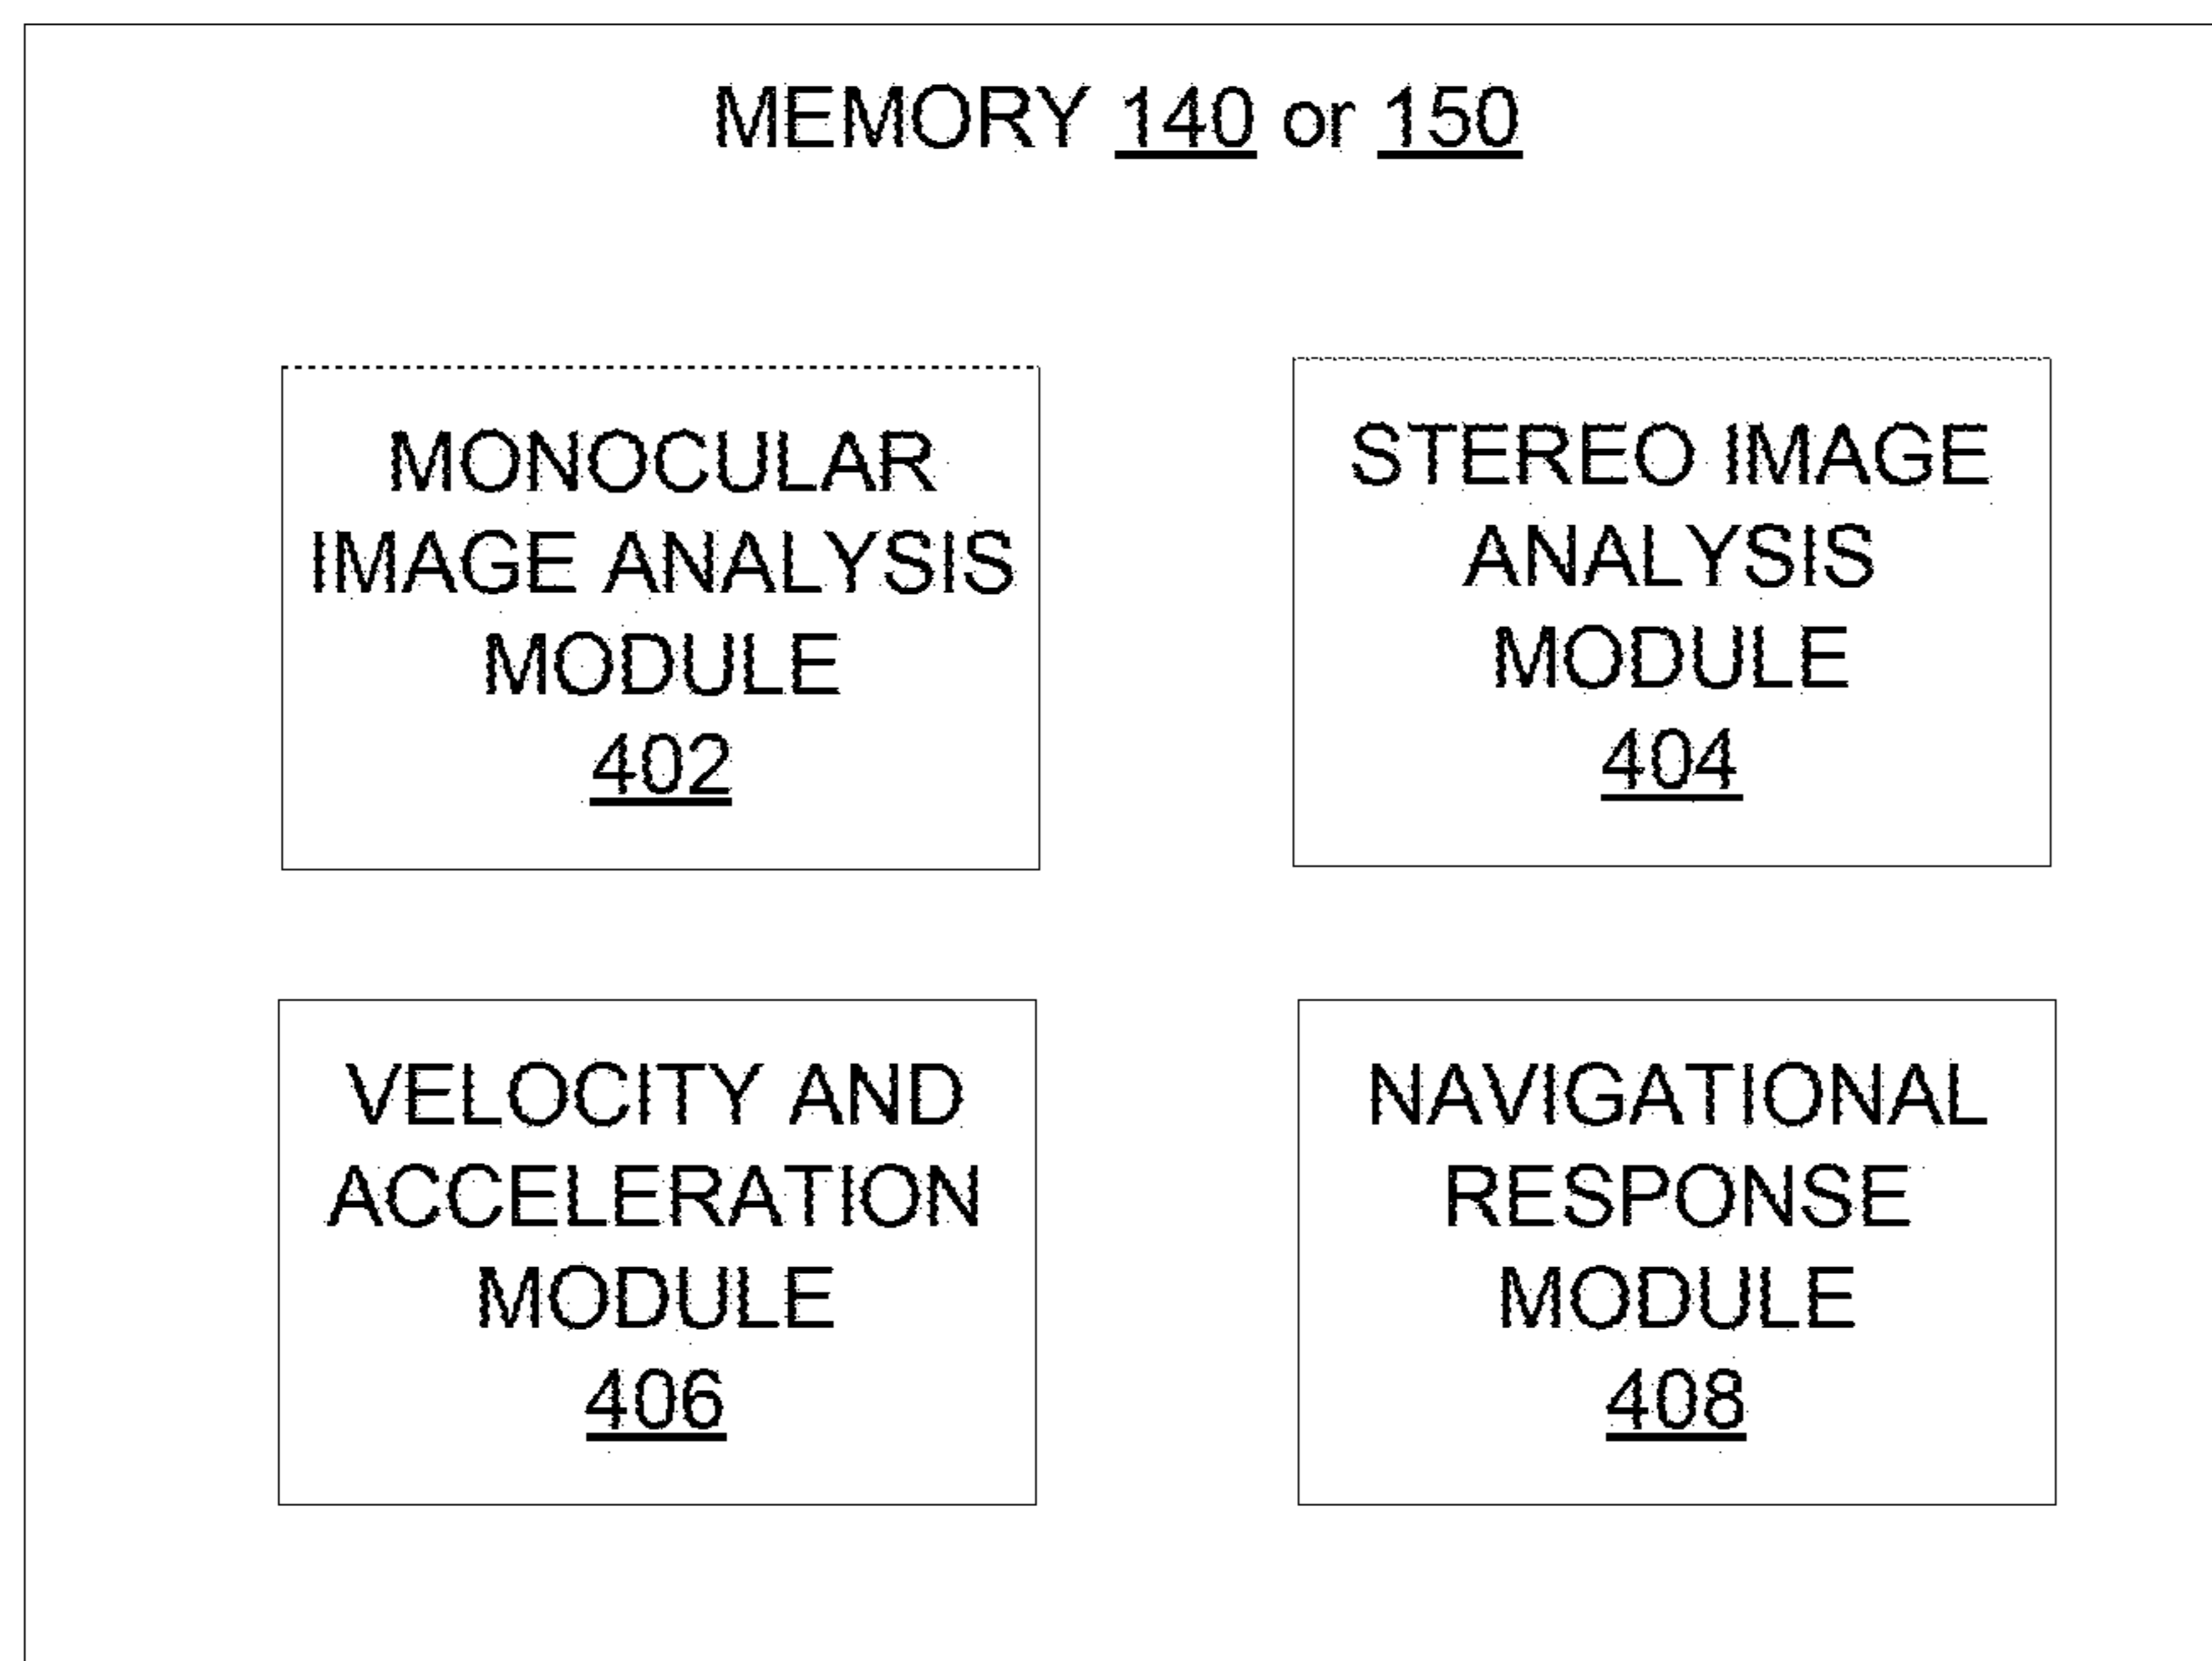 MEMORY 140 or 150
MONOCULAR
IMAGE ANALYSIS
MODULE
402
STEREO IMAGE
ANALYSIS
MODULE
404
VELOCITY AND
ACCELERATION
MODULE
406
NAVIGATIONAL
RESPONSE
MODULE
408